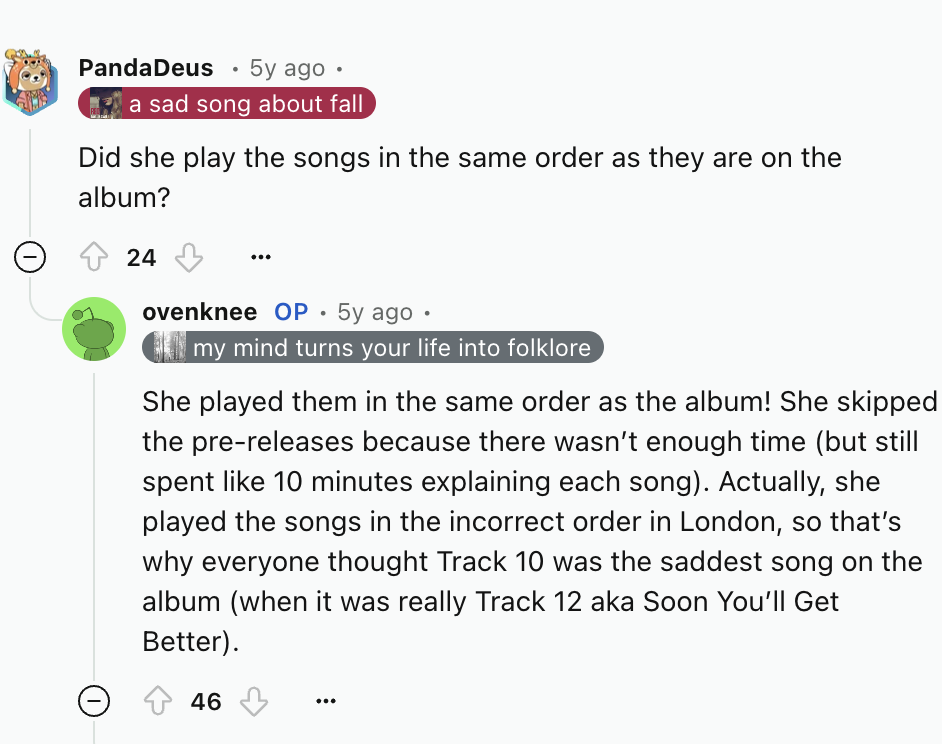 PandaDeus • 5y ago •
a sad song about fall
Did she play the songs in the same order as they are on the
album?
24
ovenknee OP • 5y ago •
my mind turns your life into folklore
She played them in the same order as the album! She skipped
the pre-releases because there wasn’t enough time (but still
spent like 10 minutes explaining each song). Actually, she
played the songs in the incorrect order in London, so that’s
why everyone thought Track 10 was the saddest song on the
album (when it was really Track 12 aka Soon You’ll Get
Better).
46